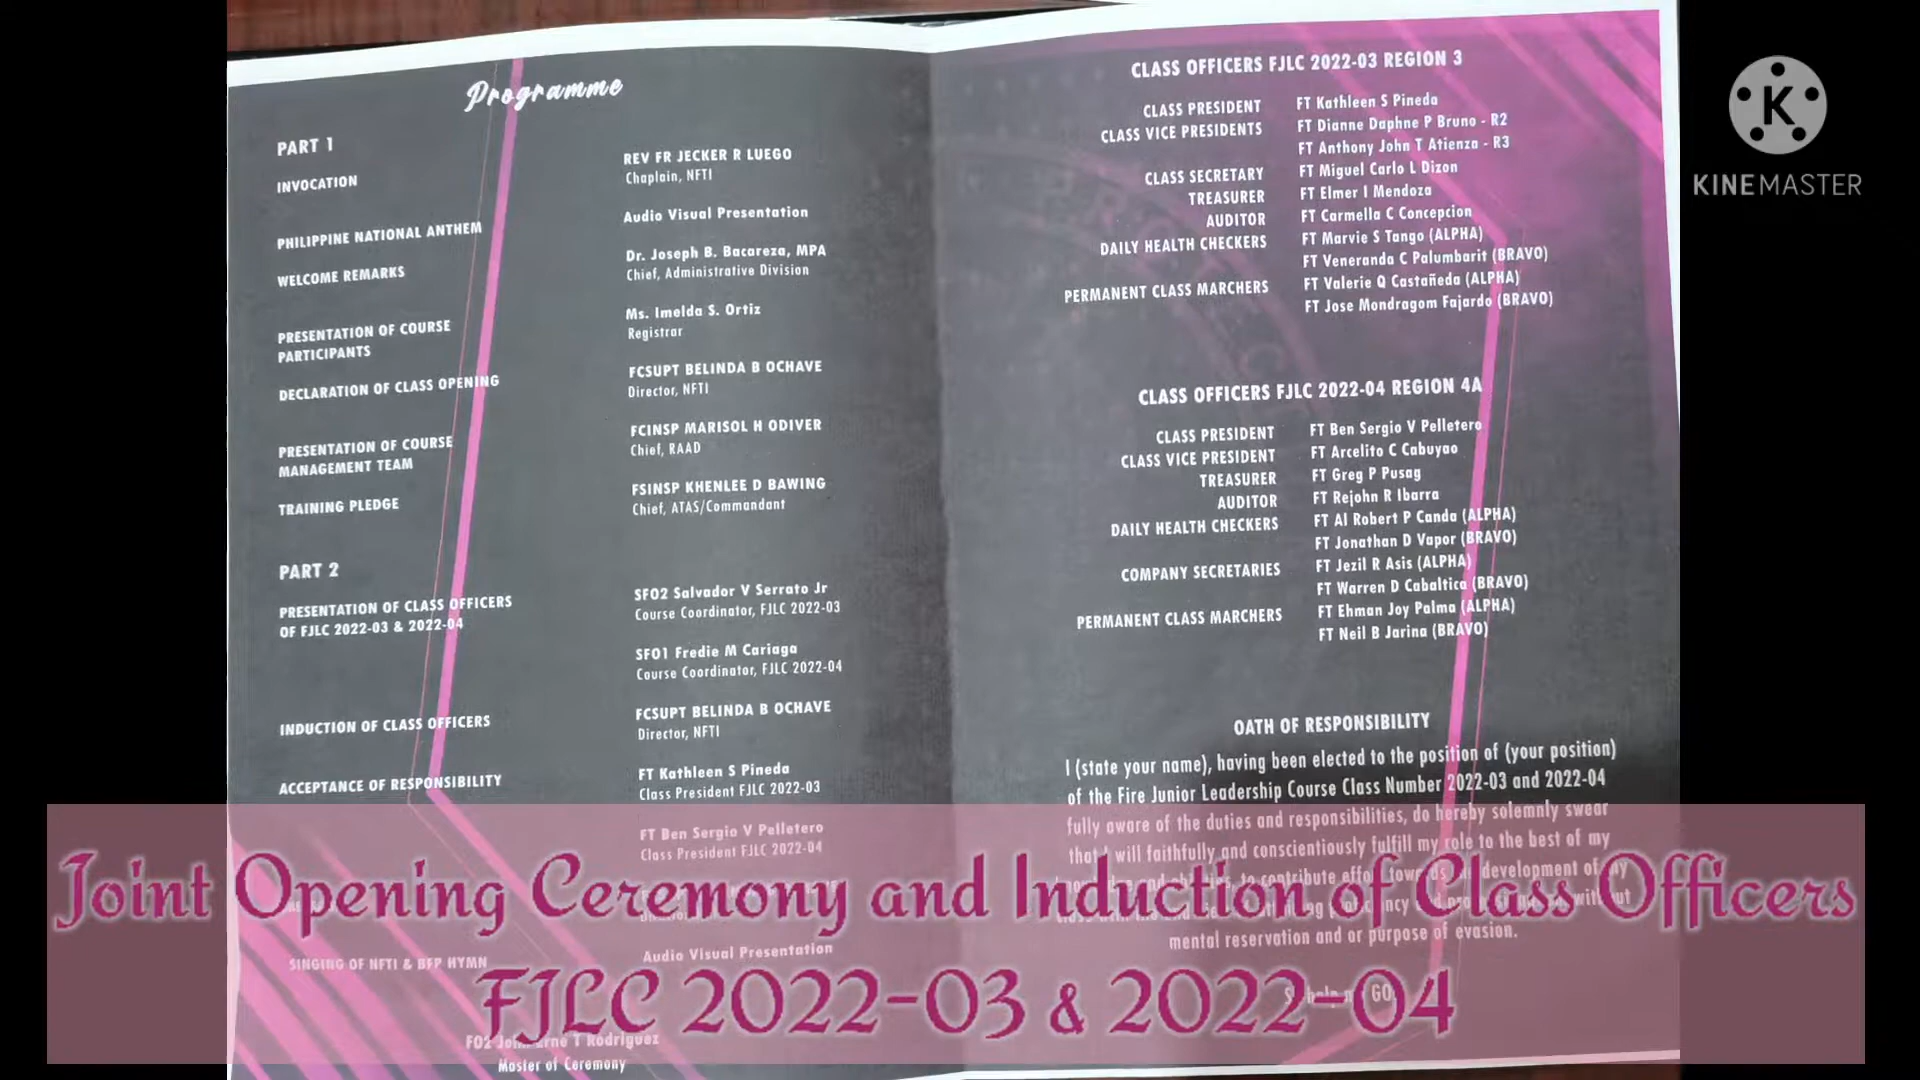 Programme
PART 1
INVOCATION
REV FR JECKER R LUEGO
Chaplain, NFTI
PHILIPPINE NATIONAL ANTHEM
Audio Visual Presentation
WELCOME REMARKS
Dr. Joseph B. Bacareza, MPA
Chief, Administrative Division
PRESENTATION OF COURSE
PARTICIPANTS
Ms. Imelda S. Ortiz
Registrar
DECLARATION OF CLASS OPENING
FCSUPT BELINDA B OCHAVE
Director, NFTI
PRESENTATION OF COURSE
MANAGEMENT TEAM
FCINSP MARISOL H ODIVER
Chief, RAAD
TRAINING PLEDGE
FSINSP KHENLEE D BAWING
Chief, ATAS/Commandant
PART 2
PRESENTATION OF CLASS OFFICERS
OF FJLC 2022-03 & 2022-04
SFO2 Salvador V Serrato Jr
Course Coordinator, FJLC 2022-03
SFO1 Fredie M Cariaga
Course Coordinator, FJLC 2022-04
INDUCTION OF CLASS OFFICERS
FCSUPT BELINDA B OCHAVE
Director, NFTI
ACCEPTANCE OF RESPONSIBILITY
FT Kathleen S Pineda
Class President FJLC 2022-03
FT Ben Sergio V Pelletero
Class President FJLC 2022-04
SINGING OF NFTI & BFP HYMN
Audio Visual Presentation
FO2 T Rodriguez
Master of Ceremony
CLASS OFFICERS FJLC 2022-03 REGION 3
CLASS PRESIDENT FT Kathleen S Pineda
CLASS VICE PRESIDENTS FT Dianne Daphne P Bruno - R2
FT Anthony John T Atienza - R3
CLASS SECRETARY FT Miguel Carlo L Dizon
TREASURER FT Elmer I Mendoza
AUDITOR FT Carmella C Concepcion
DAILY HEALTH CHECKERS FT Marvie S Tango (ALPHA)
FT Veneranda C Palumbarit (BRAVO)
PERMANENT CLASS MARCHERS FT Valerie Q Castañeda (ALPHA)
FT Jose Mondragom Fajardo (BRAVO)
CLASS OFFICERS FJLC 2022-04 REGION 4A
CLASS PRESIDENT FT Ben Sergio V Pelletero
CLASS VICE PRESIDENT FT Arcelito C Cabuyao
TREASURER FT Greg P Pusag
AUDITOR FT Rejohn R Ibarra
DAILY HEALTH CHECKERS FT Al Robert P Canda (ALPHA)
FT Jonathan D Vapor (BRAVO)
COMPANY SECRETARIES FT Jezil R Asis (ALPHA)
FT Warren D Cabaltica (BRAVO)
PERMANENT CLASS MARCHERS FT Ehman Joy Palma (ALPHA)
FT Neil B Jarina (BRAVO)
OATH OF RESPONSIBILITY
I (state your name), having been elected to the position of (your position)
of the Fire Junior Leadership Course Class Number 2022-03 and 2022-04
fully aware of the duties and responsibilities, do hereby solemnly swear
that I will faithfully and conscientiously fulfill my role to the best of my
to contribute development of my
mental reservation and or purpose of evasion.
KINEMASTER
Joint Opening Ceremony and Induction of Class Officers
FJLC 2022-03 & 2022-04